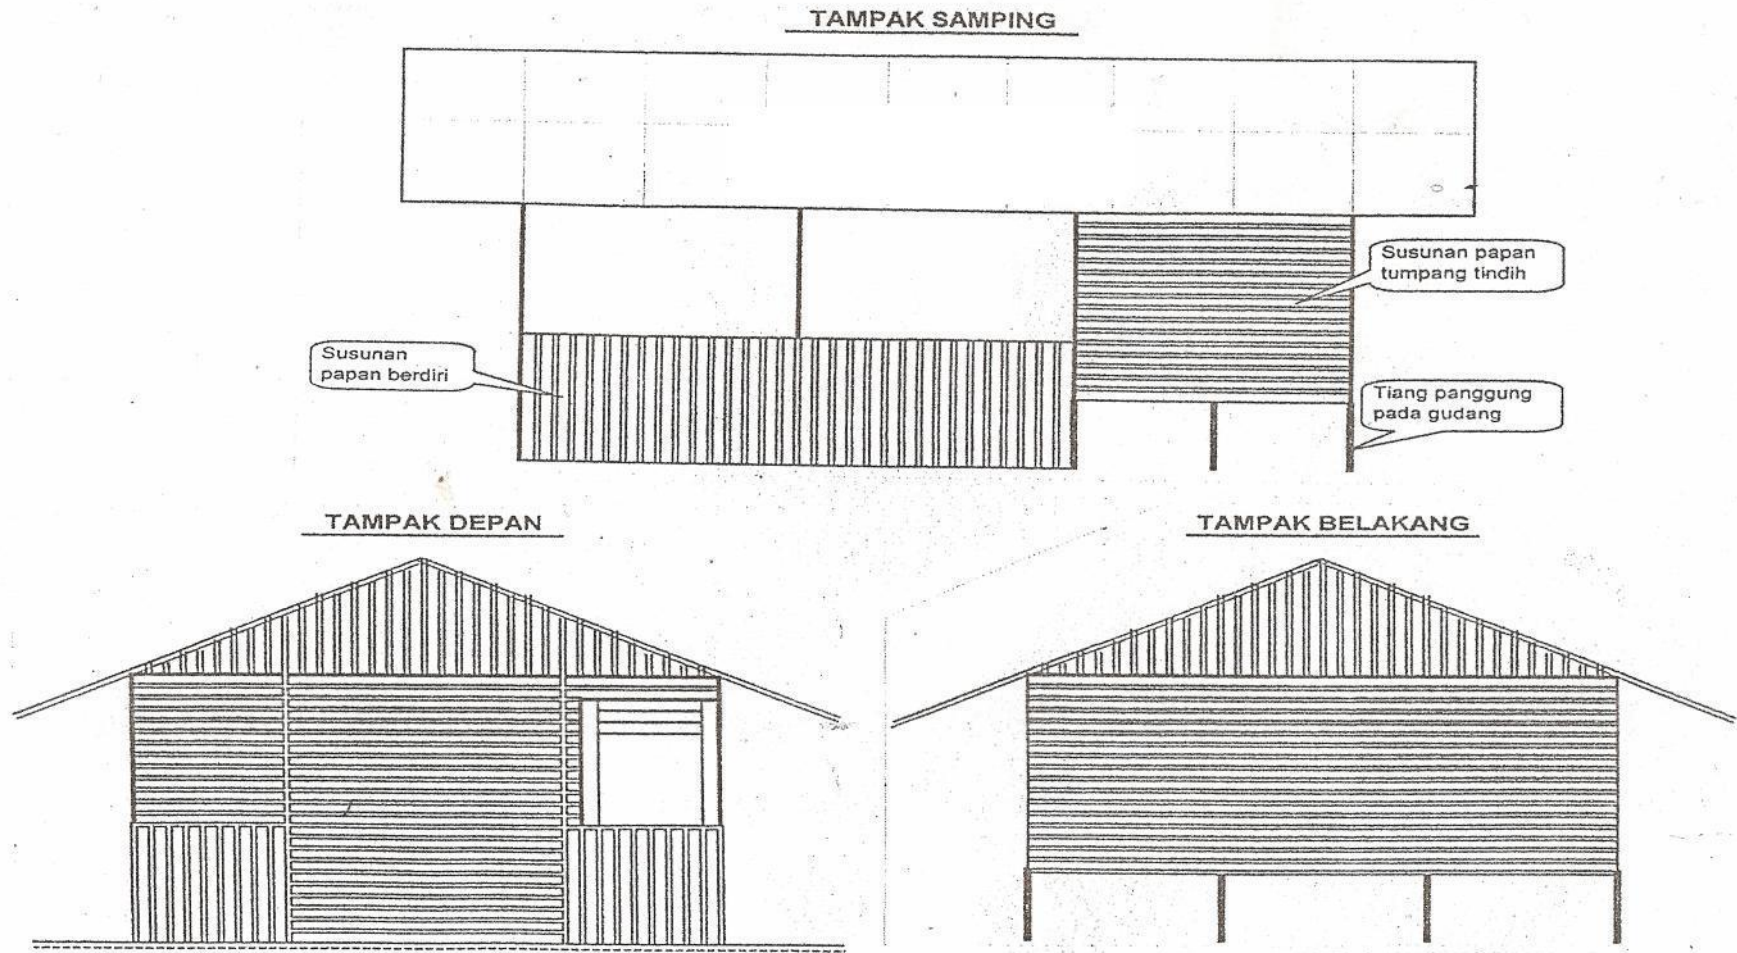 TAMPAK SAMPING
Susunan papan
tumpang tindih
Susunan
papan berdiri
Tiang panggung
pada gudang
TAMPAK DEPAN
TAMPAK BELAKANG